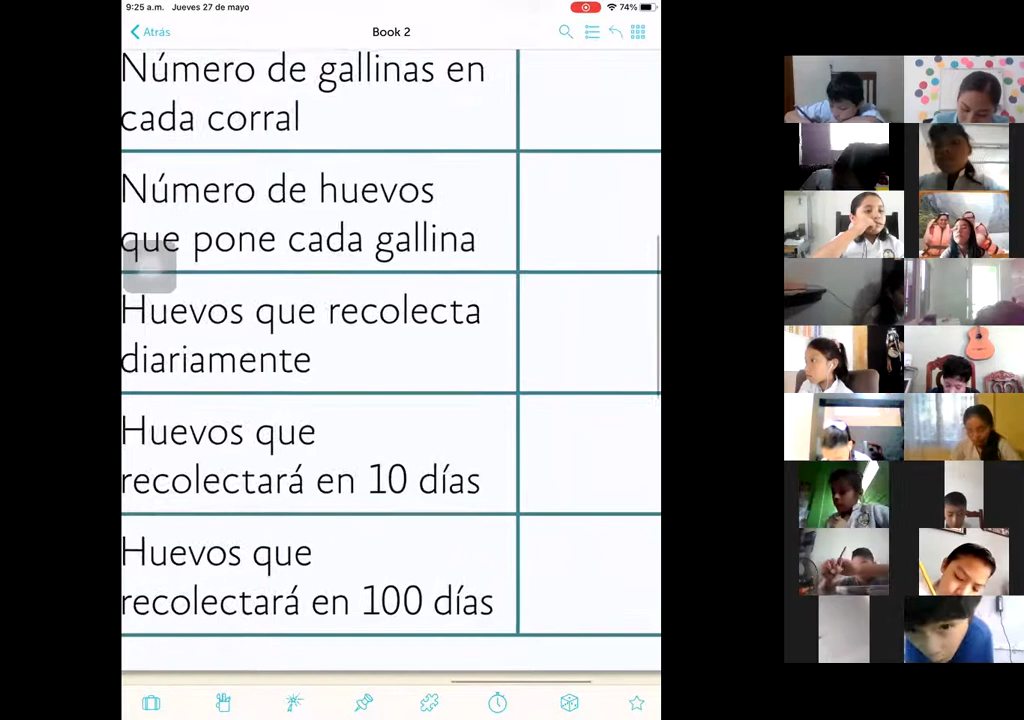 9:25 a.m. Jueves 27 de mayo
74%
Atrás
Book 2
Número de gallinas en
cada corral
Número de huevos
que pone cada gallina
Huevos que recolecta
diariamente
Huevos que
recolectará en 10 días
Huevos que
recolectará en 100 días